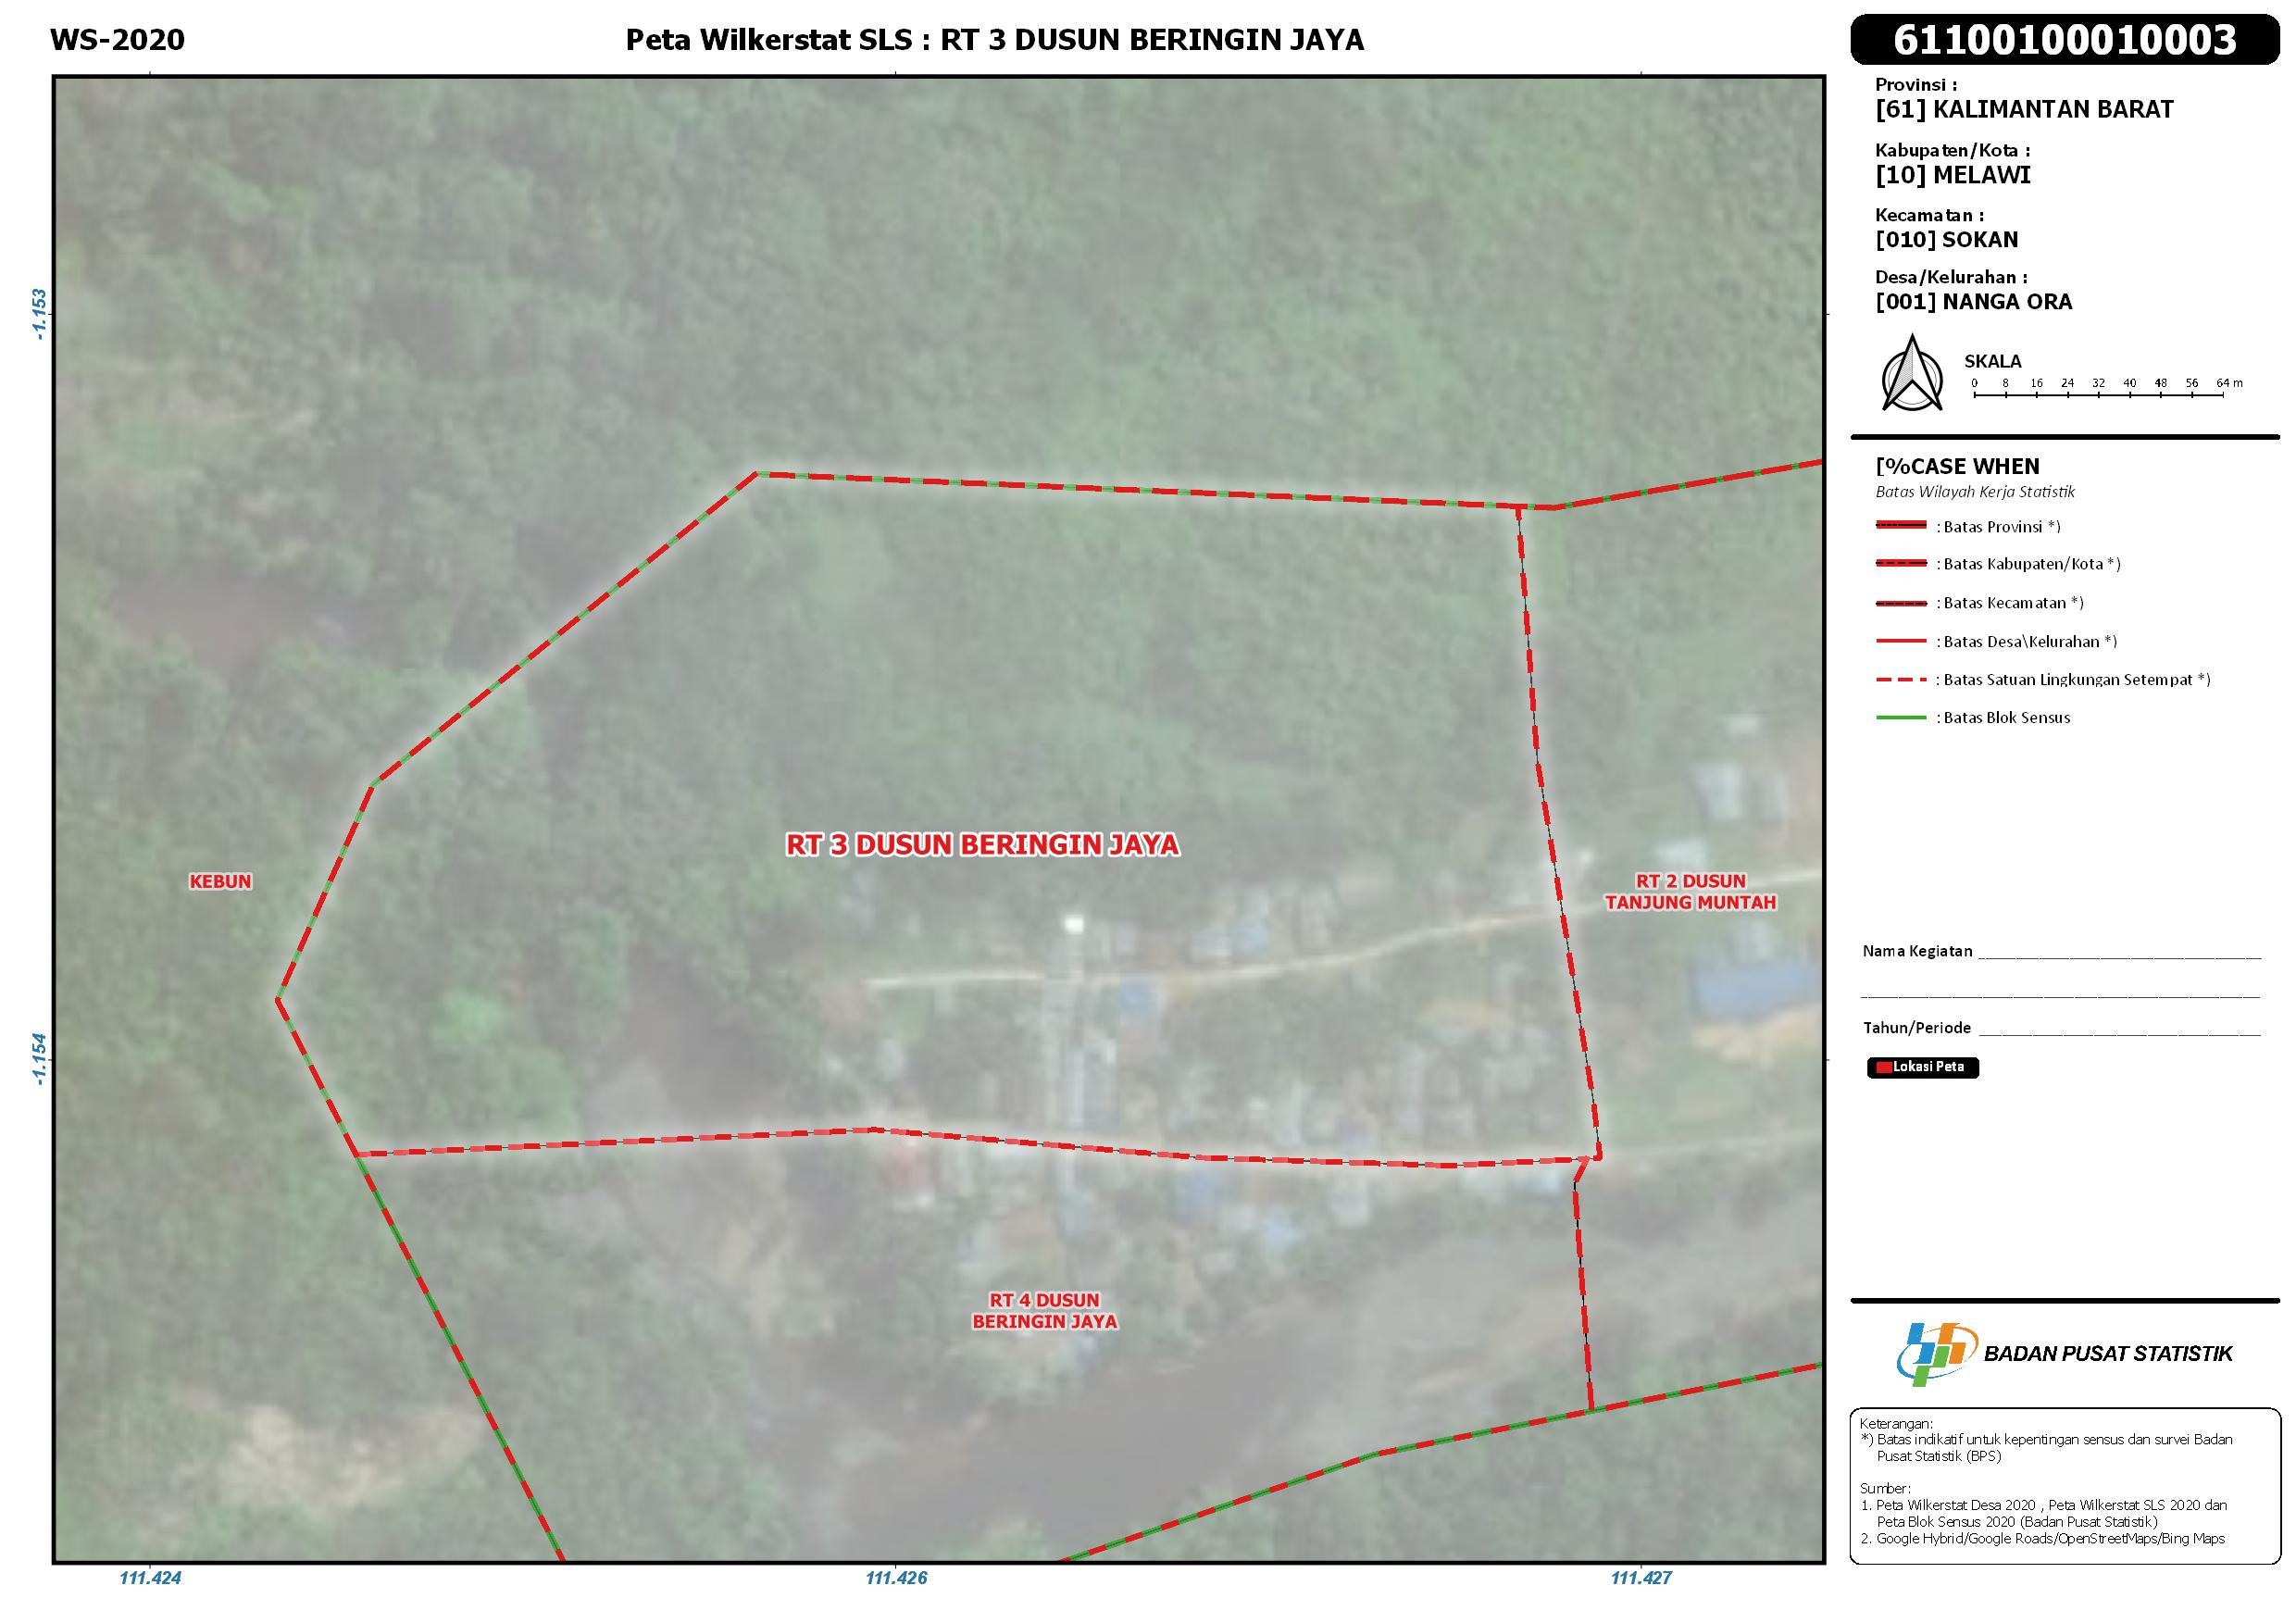 WS-2020
Peta Wilkerstat SLS : RT 3 DUSUN BERINGIN JAYA
61100100010003
Provinsi :
[61] KALIMANTAN BARAT
Kabupaten/Kota :
[10] MELAWI
Kecamatan :
[010] SOKAN
Desa/Kelurahan :
[001] NANGA ORA
SKALA
0 8 16 24 32 40 48 56 64 m
[%CASE WHEN
Batas Wilayah Kerja Statistik
: Batas Provinsi *)
: Batas Kabupaten/Kota *)
: Batas Kecamatan *)
: Batas Desa\Kelurahan *)
: Batas Satuan Lingkungan Setempat *)
: Batas Blok Sensus
-1.153
-1.154
RT 3 DUSUN BERINGIN JAYA
KEBUN
RT 2 DUSUN
TANJUNG MUNTAH
RT 4 DUSUN
BERINGIN JAYA
111.424
111.426
111.427
Nama Kegiatan
Tahun/Periode
Lokasi Peta
BADAN PUSAT STATISTIK
Keterangan:
*) Batas indikatif untuk kepentingan sensus dan survei Badan
Pusat Statistik (BPS)
Sumber:
1. Peta Wilkerstat Desa 2020 , Peta Wilkerstat SLS 2020 dan
Peta Blok Sensus 2020 (Badan Pusat Statistik)
2. Google Hybrid/Google Roads/OpenStreetMaps/Bing Maps